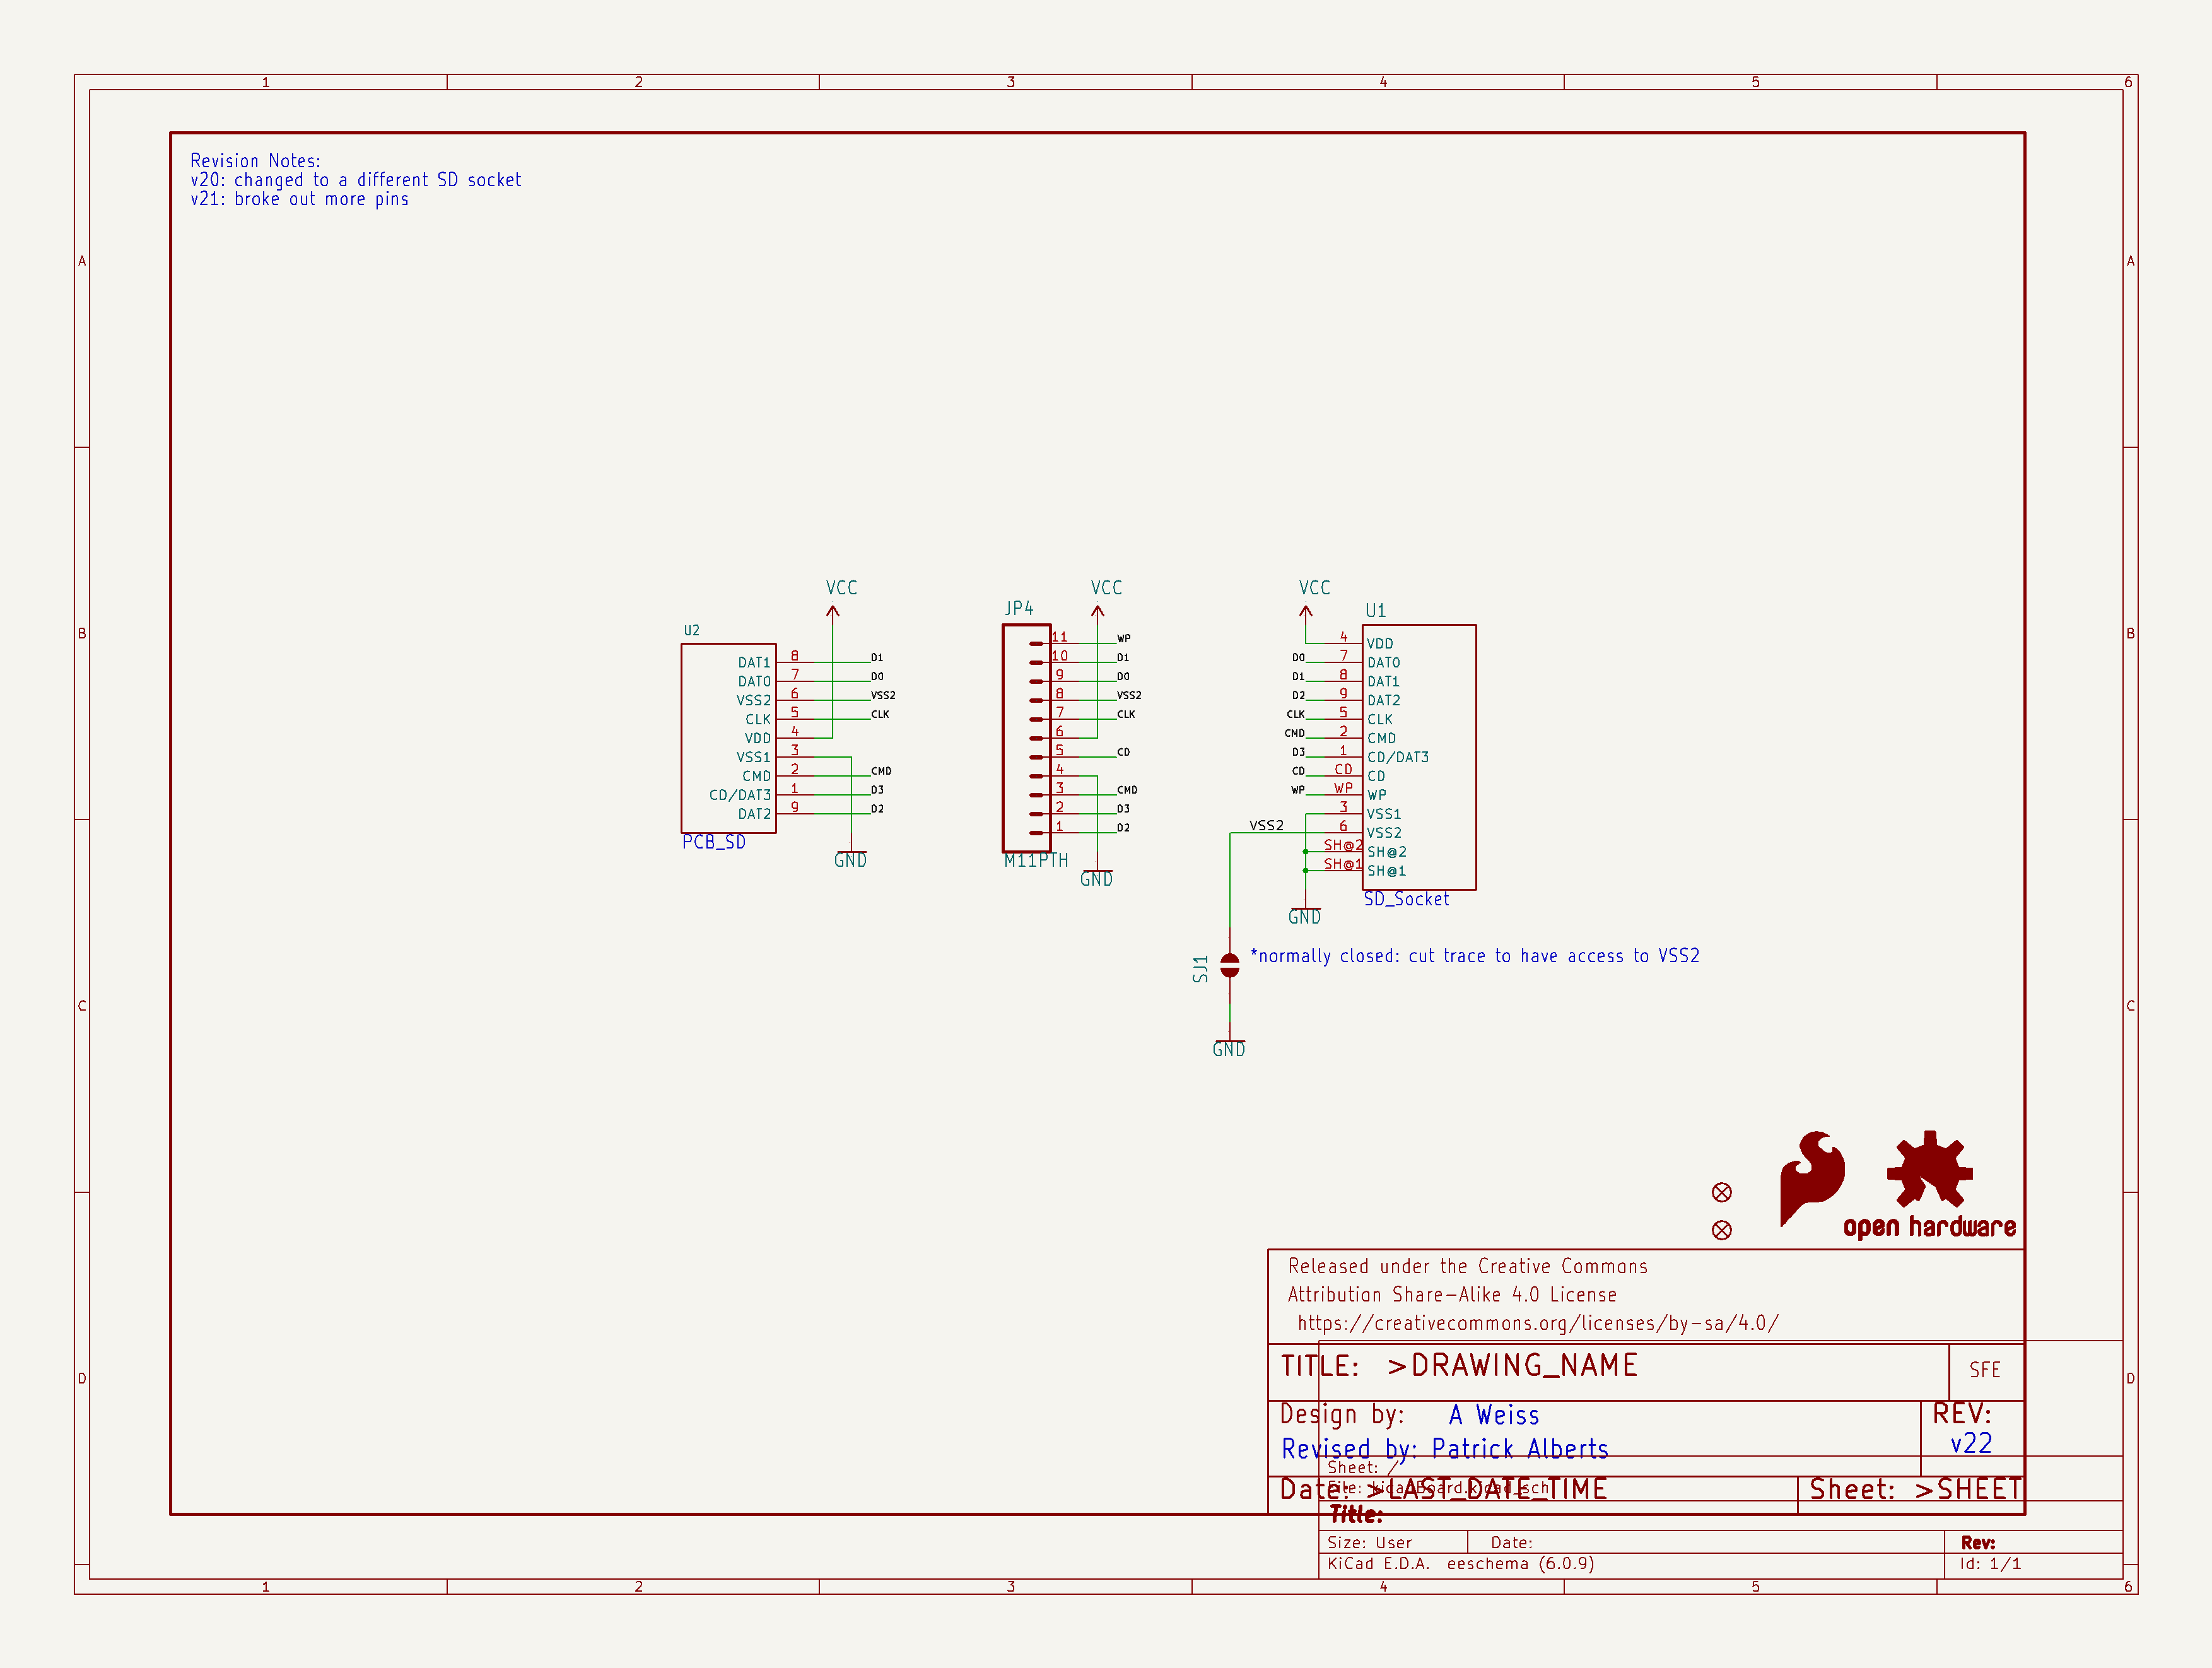 1 2 3 4 5 6
Revision Notes:
v20: changed to a different SD socket
v21: broke out more pins
A A
B B
C C
D D
VCC
U2
DAT1 8 D1
DAT0 7 D0
VSS2 6 VSS2
CLK 5 CLK
VDD 4
VSS1 3
CMD 2 CMD
CD/DAT3 1 D3
DAT2 9 D2
PCB_SD
GND
VCC
JP4
11 WP
10 D1
9 D0
8 VSS2
7 CLK
6
5 CD
4
3 CMD
2 D3
1 D2
M11PTH
GND
VCC
U1
4 VDD
D0 7 DAT0
D1 8 DAT1
D2 9 DAT2
CLK 5 CLK
CMD 2 CMD
D3 1 CD/DAT3
CD CD CD
WP WP WP
3 VSS1
VSS2 6 VSS2
SH@2 SH@2
SH@1 SH@1
SD_Socket
GND
SJ1
*normally closed: cut trace to have access to VSS2
GND
open hardware
Released under the Creative Commons
Attribution Share-Alike 4.0 License
https://creativecommons.org/licenses/by-sa/4.0/
TITLE: >DRAWING_NAME SFE
Design by: A Weiss REV:
Revised by: Patrick Alberts v22
Sheet: /
File: kicadBoard.kicad_sch
Date: >LAST_DATE_TIME Sheet: >SHEET
Title:
Size: User Date: Rev:
KiCad E.D.A. eeschema (6.0.9) Id: 1/1
1 2 3 4 5 6